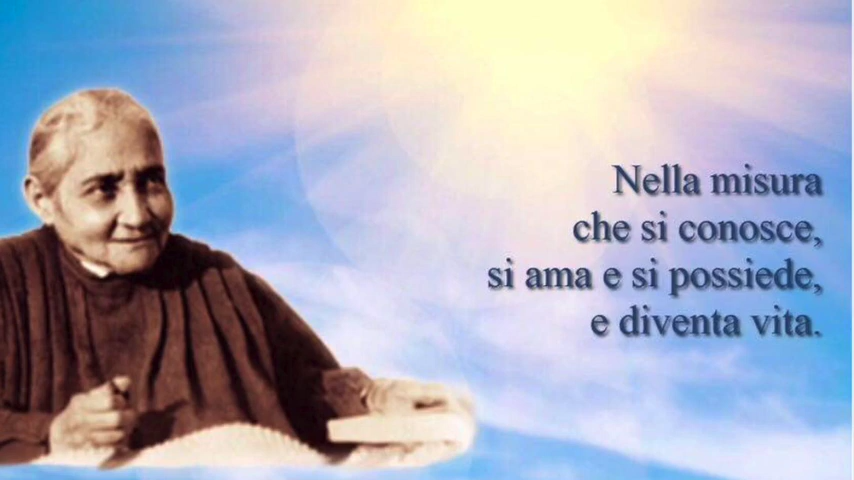 Nella misura
che si conosce,
si ama e si possiede,
e diventa vita.